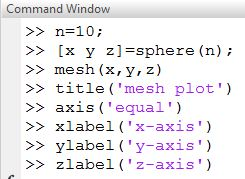 Command Window
>> n=10;
>> [x y z]=sphere(n);
>> mesh(x,y,z)
>> title('mesh plot')
>> axis('equal')
>> xlabel('x-axis')
>> ylabel('y-axis')
>> zlabel('z-axis')